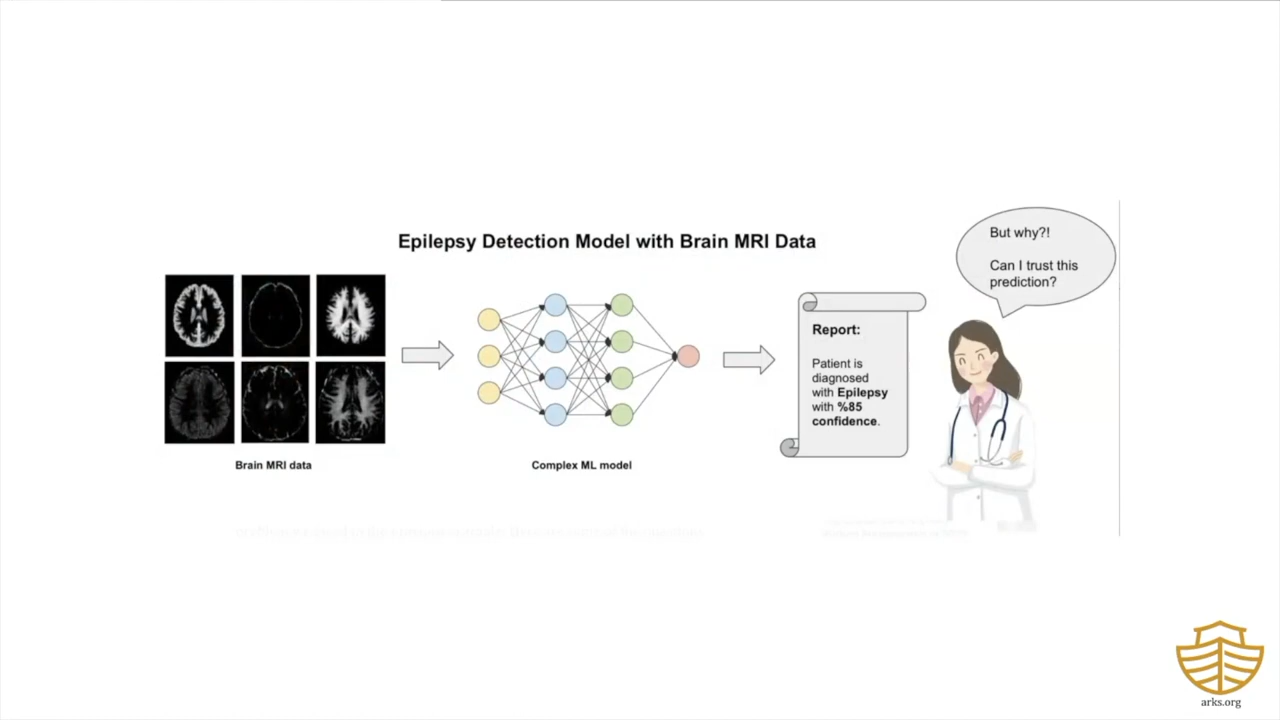 Epilepsy Detection Model with Brain MRI Data
But why?!
Can I trust this
prediction?
Report:
Patient is
diagnosed
with Epilepsy
with %85
confidence.
Brain MRI data
Complex ML model
arks.org